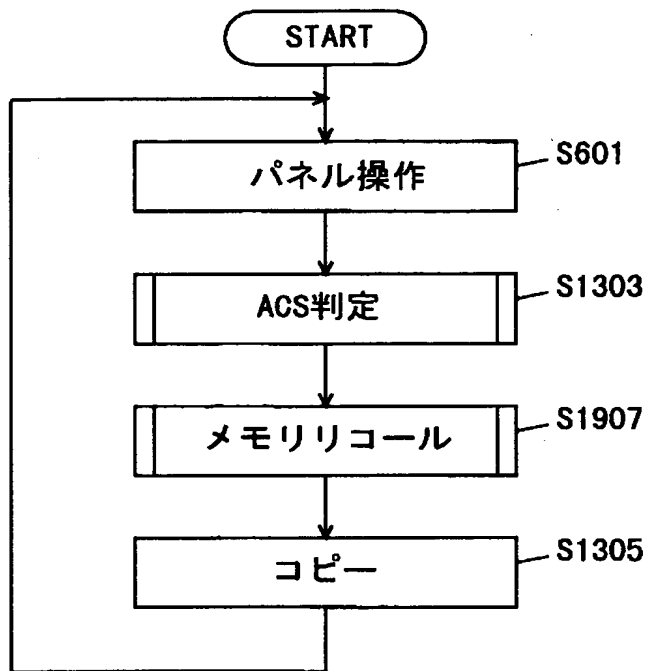 START
パネル操作
S601
ACS判定
S1303
メモリリコール
S1907
コピー
S1305